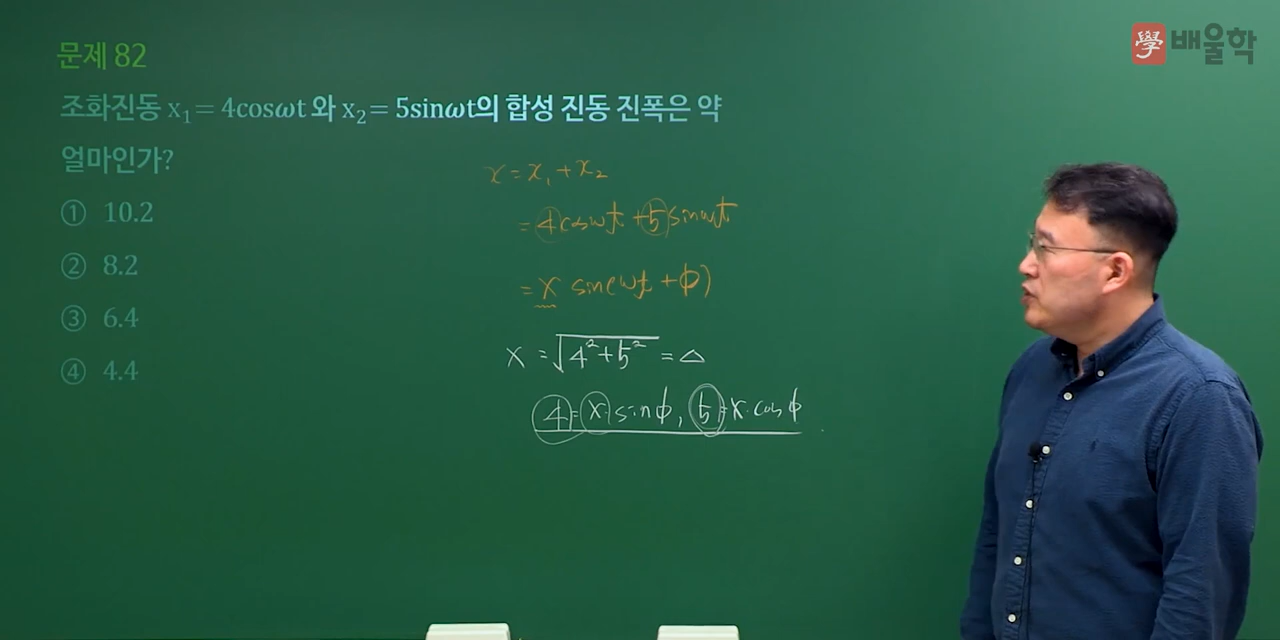 문제 82
學 배울학
조화진동 x₁ = 4cosωt 와 x₂ = 5sinωt의 합성 진동 진폭은 약
얼마인가?
① 10.2
② 8.2
③ 6.4
④ 4.4
x = x₁ + x₂
= 4cosωt + 5sinωt
= X sin(ωt + φ)
X = √4²+5² = △
4 = X·sinφ, 5 = X·cosφ